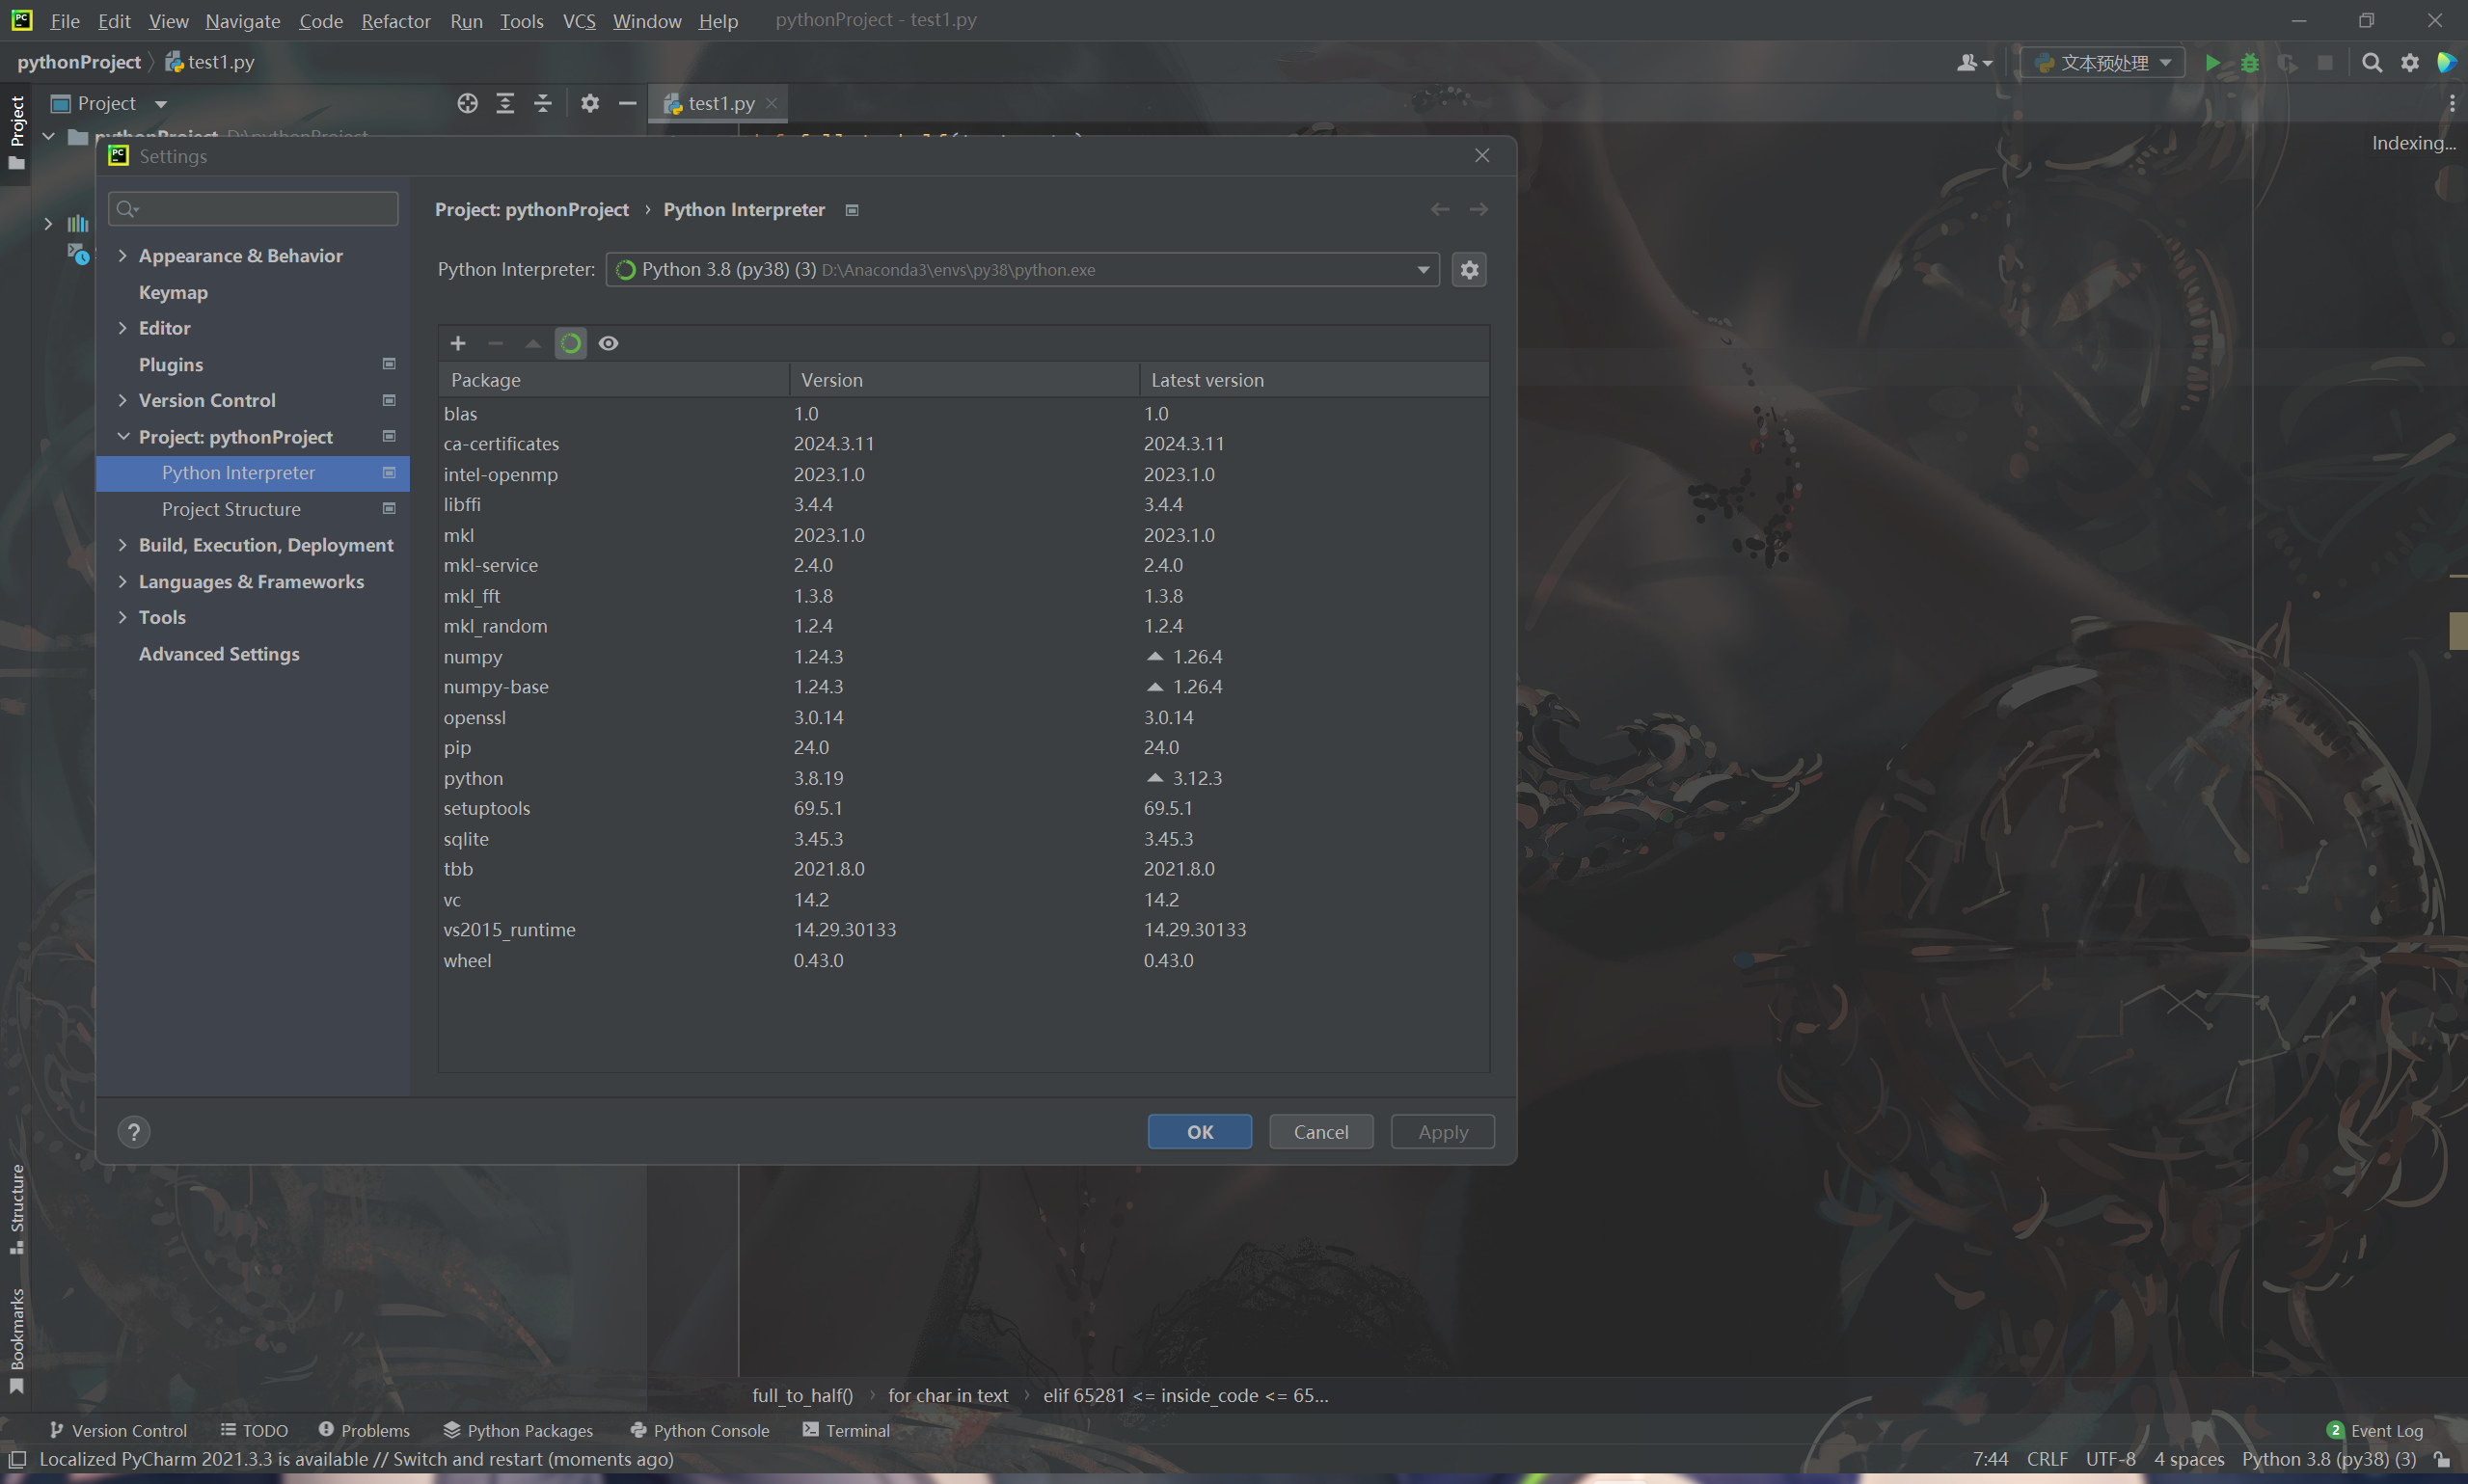 File Edit View Navigate Code Refactor Run Tools VCS Window Help pythonProject - test1.py
pythonProject test1.py 文本预处理
Project test1.py
pythonProject D:\pythonProject
Indexing...
Project
Settings
Project: pythonProject › Python Interpreter
Appearance & Behavior
Keymap
Editor
Plugins
Version Control
Project: pythonProject
Python Interpreter
Project Structure
Build, Execution, Deployment
Languages & Frameworks
Tools
Advanced Settings
Python Interpreter: Python 3.8 (py38) (3) D:\Anaconda3\envs\py38\python.exe
Package Version Latest version
blas 1.0 1.0
ca-certificates 2024.3.11 2024.3.11
intel-openmp 2023.1.0 2023.1.0
libffi 3.4.4 3.4.4
mkl 2023.1.0 2023.1.0
mkl-service 2.4.0 2.4.0
mkl_fft 1.3.8 1.3.8
mkl_random 1.2.4 1.2.4
numpy 1.24.3 1.26.4
numpy-base 1.24.3 1.26.4
openssl 3.0.14 3.0.14
pip 24.0 24.0
python 3.8.19 3.12.3
setuptools 69.5.1 69.5.1
sqlite 3.45.3 3.45.3
tbb 2021.8.0 2021.8.0
vc 14.2 14.2
vs2015_runtime 14.29.30133 14.29.30133
wheel 0.43.0 0.43.0
? OK Cancel Apply
Structure
Bookmarks
full_to_half() › for char in text › elif 65281 <= inside_code <= 65...
Version Control TODO Problems Python Packages Python Console Terminal 2 Event Log
Localized PyCharm 2021.3.3 is available // Switch and restart (moments ago) 7:44 CRLF UTF-8 4 spaces Python 3.8 (py38) (3)